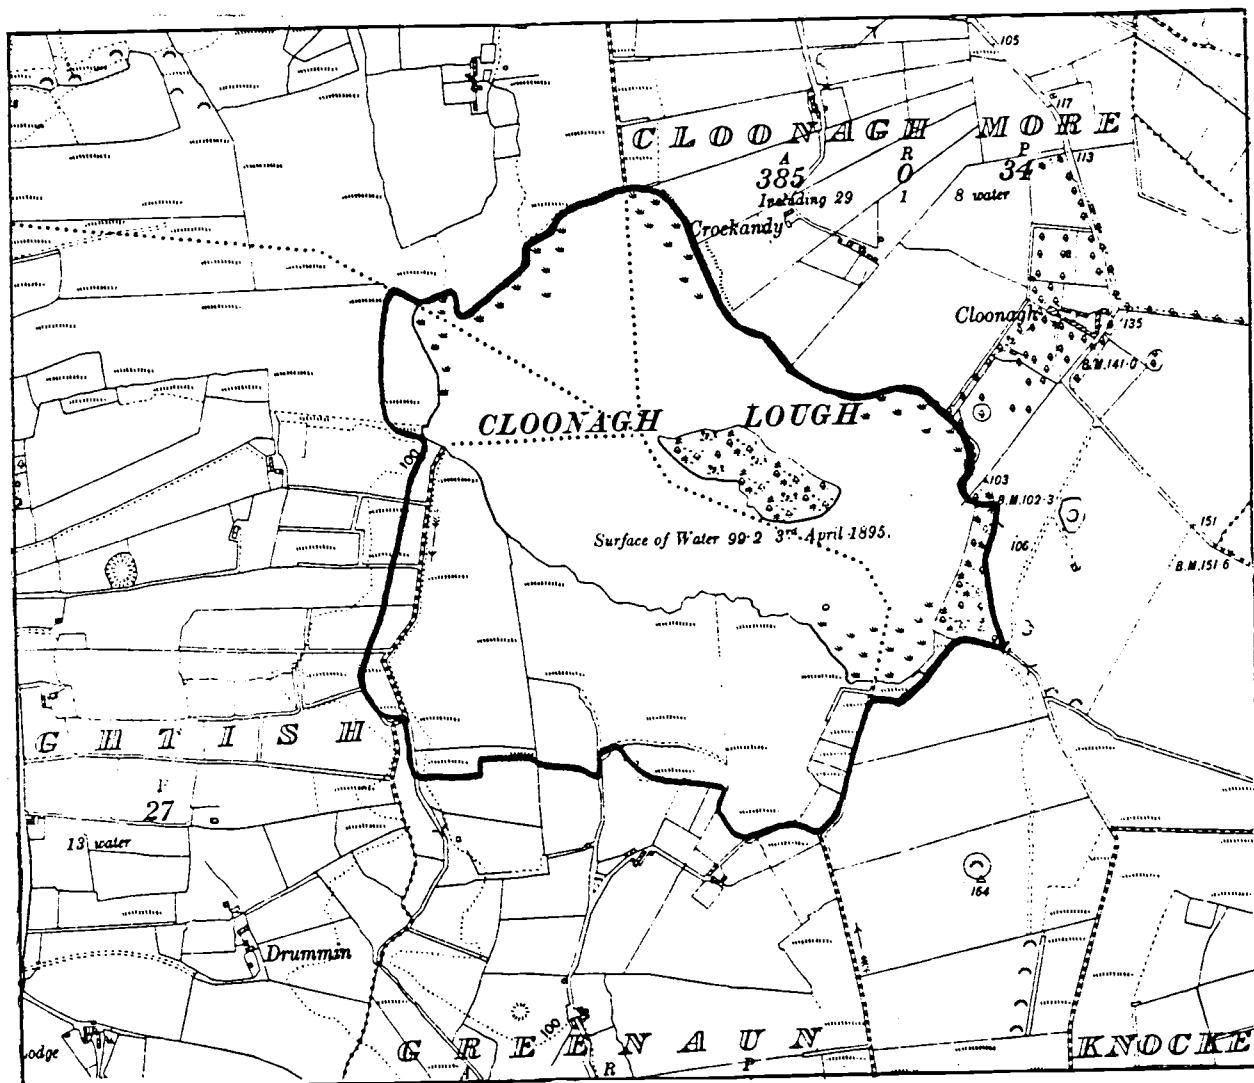 105
117
CLOONAGH MORE
A R P
385 0 34
113
Including 29 1 8 water
Crockandy
Cloonagh
135
B.M.141·0
CLOONAGH LOUGH
100
103
B.M.102·3
151
Surface of Water 99·2 3rd April 1895.
106
B.M.151·6
GHTISH
P
27
13 water
164
Drummin
100
GREENAUN
KNOCKE
odge
A R P